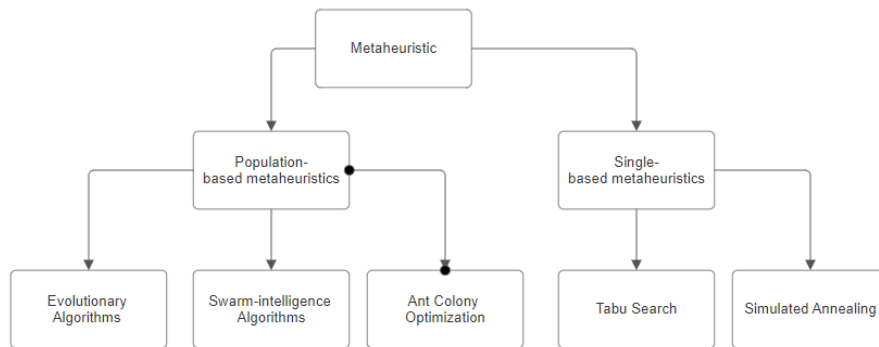 Metaheuristic
Population-
based metaheuristics
Single-
based metaheuristics
Evolutionary
Algorithms
Swarm-intelligence
Algorithms
Ant Colony
Optimization
Tabu Search
Simulated Annealing